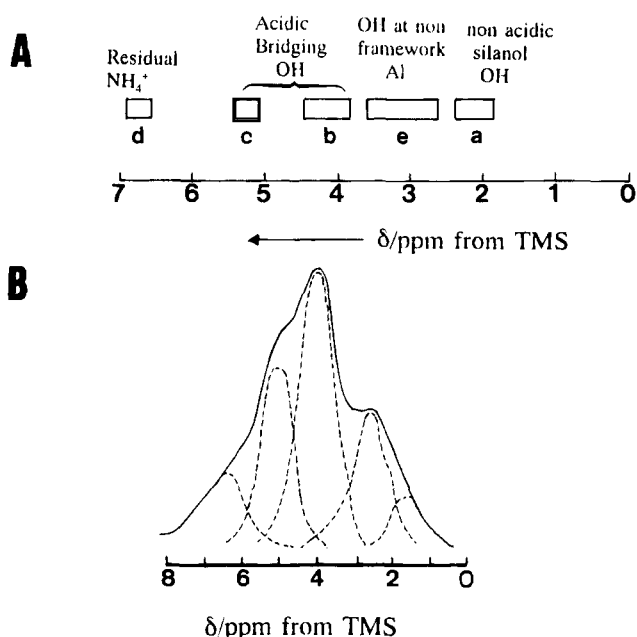 A
Residual
NH₄⁺
Acidic
Bridging
OH
OH at non
framework
Al
non acidic
silanol
OH
d c b e a
7 6 5 4 3 2 1 0
δ/ppm from TMS
B
8 6 4 2 0
δ/ppm from TMS